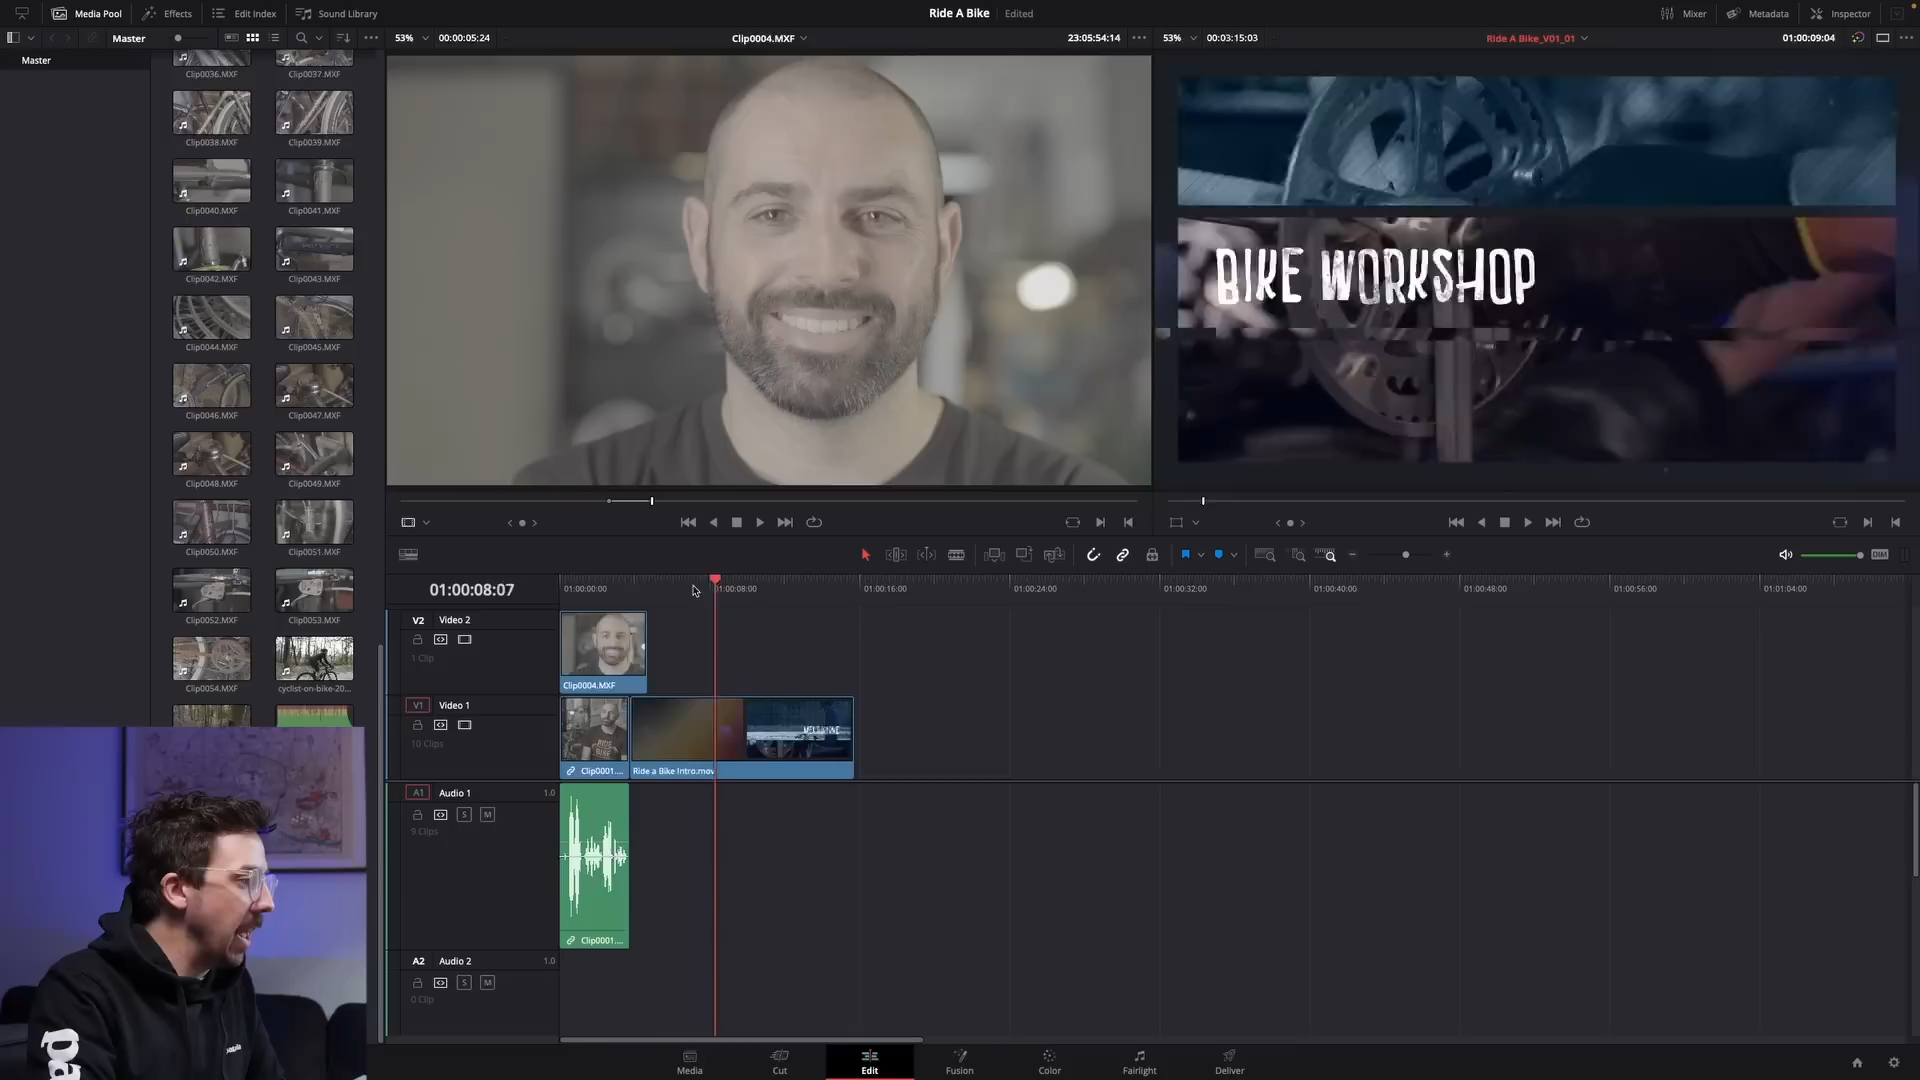 Media Pool
Effects
Edit Index
Sound Library
Ride A Bike
Edited
Mixer
Metadata
Inspector
Master
53%
00:00:05:24
Clip0004.MXF
23:05:54:14
53%
00:03:15:03
Ride A Bike_V01_01
01:00:09:04
Master
Clip0036.MXF
Clip0037.MXF
Clip0038.MXF
Clip0039.MXF
Clip0040.MXF
Clip0041.MXF
Clip0042.MXF
Clip0043.MXF
Clip0044.MXF
Clip0045.MXF
Clip0046.MXF
Clip0047.MXF
Clip0048.MXF
Clip0049.MXF
Clip0050.MXF
Clip0051.MXF
Clip0052.MXF
Clip0053.MXF
Clip0054.MXF
cyclist-on-bike-20...
BIKE WORKSHOP
DIM
01:00:08:07
01:00:00:00
01:00:08:00
01:00:16:00
01:00:24:00
01:00:32:00
01:00:40:00
01:00:48:00
01:00:56:00
01:01:04:00
V2
Video 2
1 Clip
Clip0004.MXF
V1
Video 1
10 Clips
RIDE
BIKE
Clip0001....
Ride a Bike Intro.mov
A1
Audio 1
1.0
S
M
9 Clips
Clip0001....
A2
Audio 2
1.0
S
M
0 Clip
pa
Media
Cut
Edit
Fusion
Color
Fairlight
Deliver